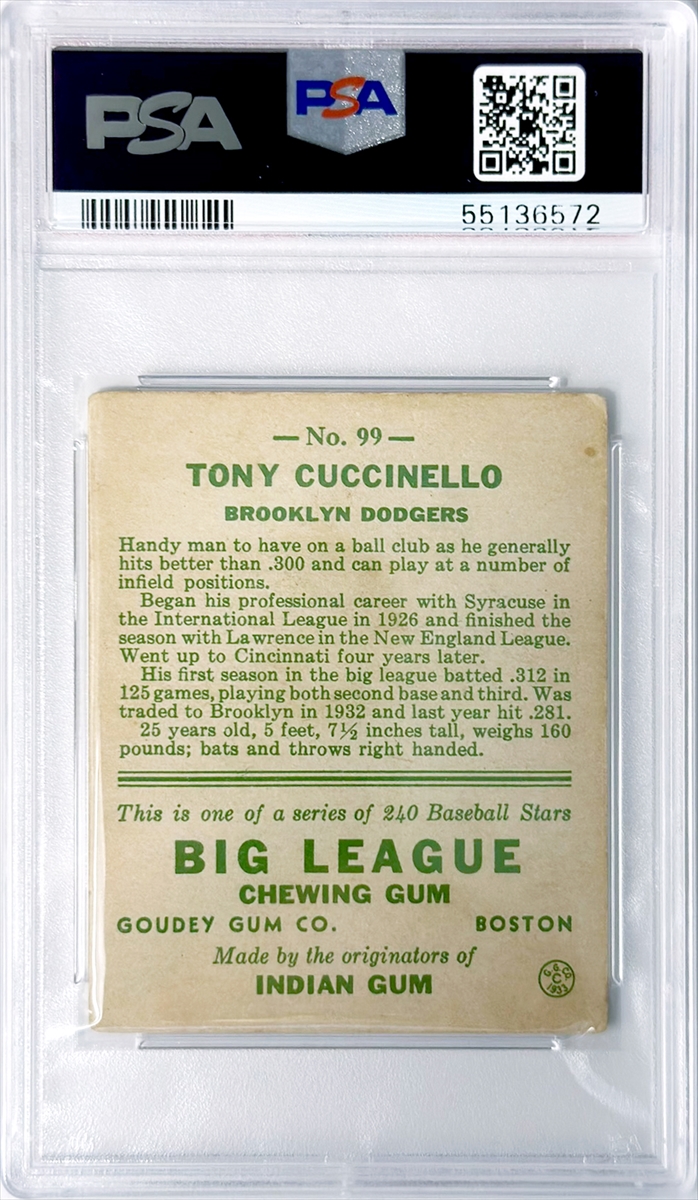 PSA
PSA
55136572
— No. 99 —
TONY CUCCINELLO
BROOKLYN DODGERS
Handy man to have on a ball club as he generally
hits better than .300 and can play at a number of
infield positions.
Began his professional career with Syracuse in
the International League in 1926 and finished the
season with Lawrence in the New England League.
Went up to Cincinnati four years later.
His first season in the big league batted .312 in
125 games, playing both second base and third. Was
traded to Brooklyn in 1932 and last year hit .281.
25 years old, 5 feet, 7½ inches tall, weighs 160
pounds; bats and throws right handed.
This is one of a series of 240 Baseball Stars
BIG LEAGUE
CHEWING GUM
GOUDEY GUM CO. BOSTON
Made by the originators of
INDIAN GUM
G. G. CO.
C
1933